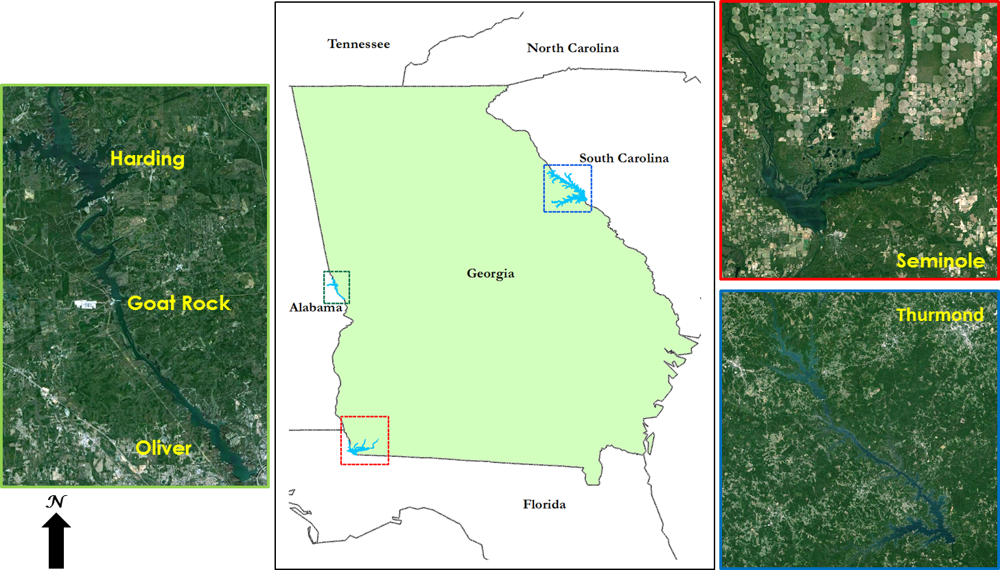 Harding
Goat Rock
Oliver
N
Tennessee
North Carolina
South Carolina
Georgia
Alabama
Florida
Seminole
Thurmond